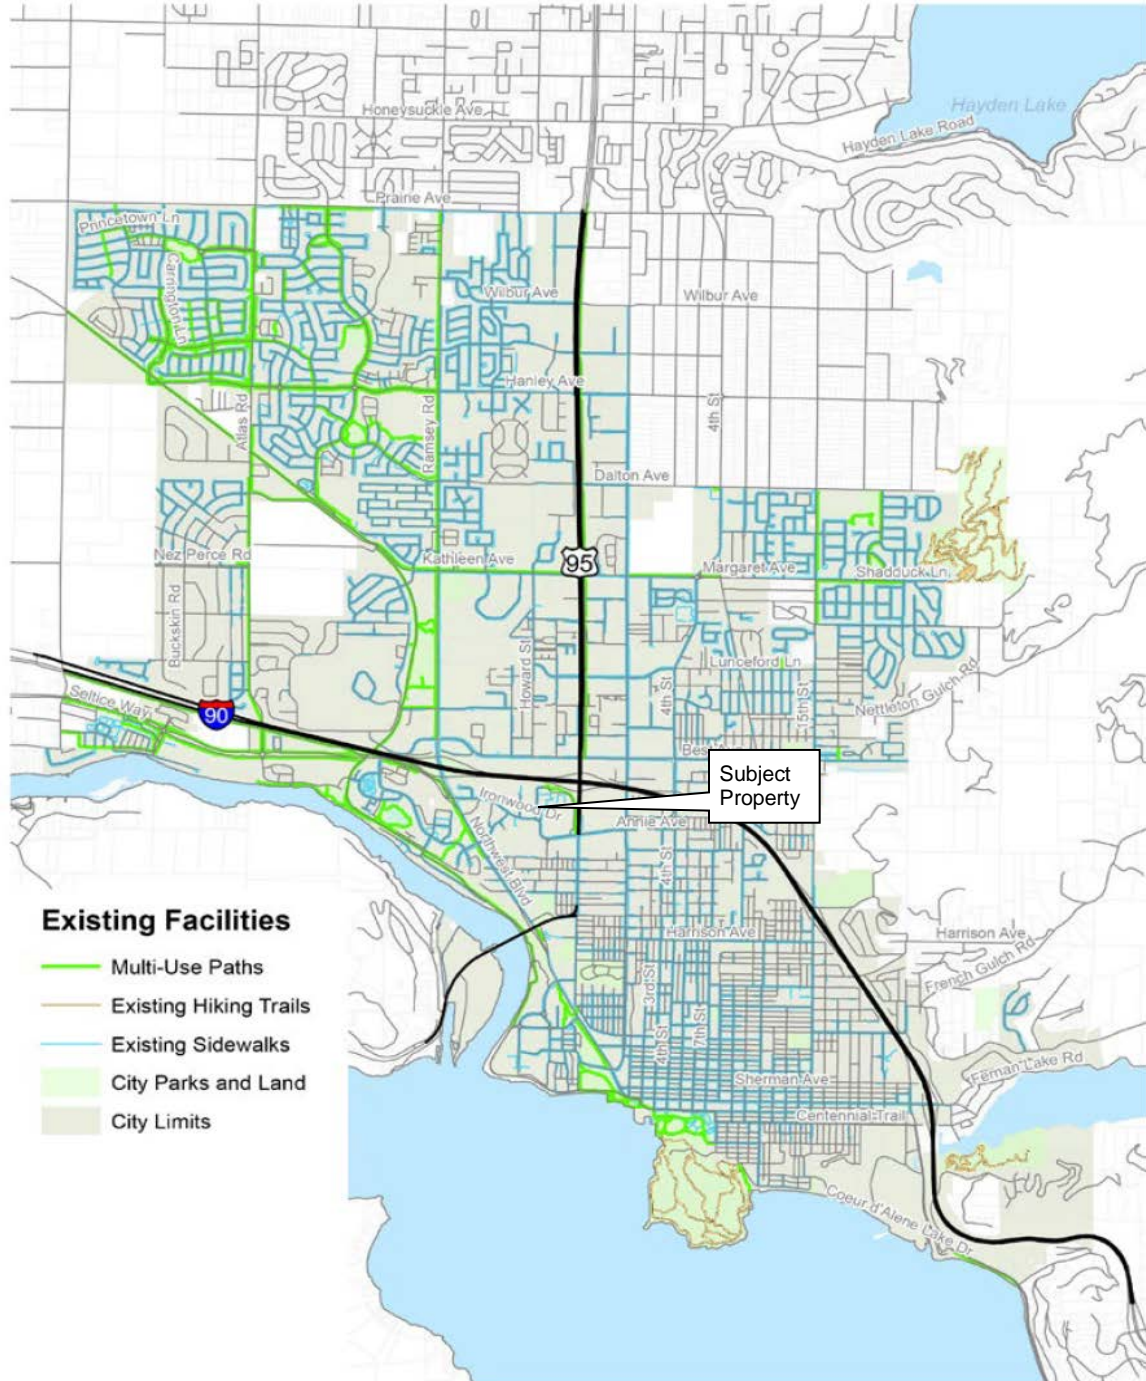 Hayden Lake
Honeysuckle Ave
Hayden Lake Road
Prairie Ave
Princetown Ln
Carrington Ln
Wilbur Ave
Wilbur Ave
Hanley Ave
Atlas Rd
Ramsey Rd
4th St
Dalton Ave
Nez Perce Rd
Kathleen Ave
95
Margaret Ave
Shadduck Ln
Buckskin Rd
Howard St
Lunceford Ln
4th St
15th St
Nettleton Gulch Rd
Seltice Way
90
Subject
Property
Ironwood Dr
Annie Ave
Northwest Blvd
4th St
Existing Facilities
Harrison Ave
Harrison Ave
French Gulch Rd
Multi-Use Paths
3rd St
Existing Hiking Trails
4th St
7th St
Existing Sidewalks
Fernan Lake Rd
City Parks and Land
Sherman Ave
City Limits
Centennial Trail
Coeur d'Alene Lake Dr